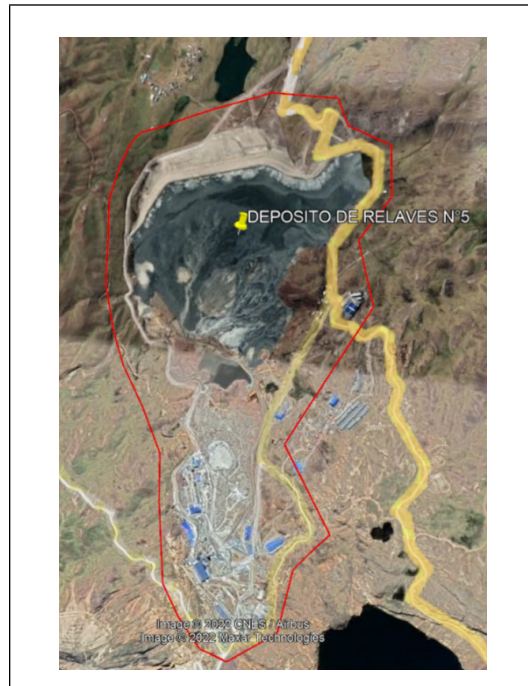 DEPOSITO DE RELAVES N°5
Image © 2022 CNES / Airbus
Image © 2022 Maxar Technologies